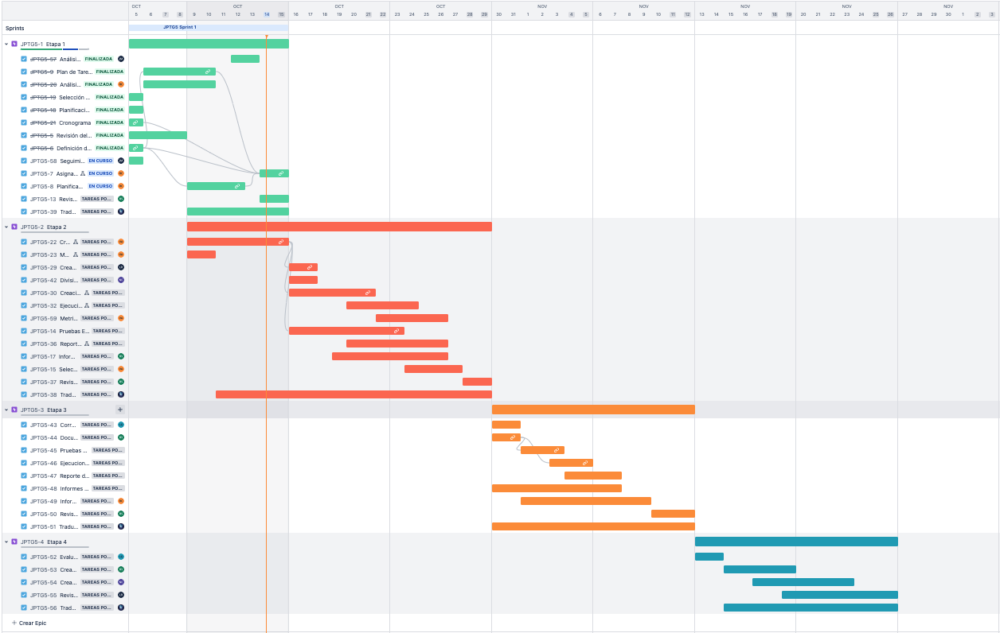 OCT OCT OCT OCT NOV NOV NOV NOV NOV
5 6 7 8 9 10 11 12 13 14 15 16 17 18 19 20 21 22 23 24 25 26 27 28 29 30 31 1 2 3 4 5 6 7 8 9 10 11 12 13 14 15 16 17 18 19 20 21 22 23 24 25 26 27 28 29 30 1 2 3
Sprints JPTG5 Sprint 1
JPTG5-1 Etapa 1
JPTG5-57 Análisi... FINALIZADA
JPTG5-9 Plan de Tare... FINALIZADA
JPTG5-20 Análisi... FINALIZADA
JPTG5-19 Selección ... FINALIZADA
JPTG5-18 Planificaci... FINALIZADA
JPTG5-21 Cronograma FINALIZADA
JPTG5-5 Revisión del... FINALIZADA
JPTG5-6 Definición d... FINALIZADA
JPTG5-58 Seguimi... EN CURSO
JPTG5-7 Asigna... EN CURSO
JPTG5-8 Planifica... EN CURSO
JPTG5-13 Revis... TAREAS PO...
JPTG5-39 Trad... TAREAS PO...
JPTG5-2 Etapa 2
JPTG5-22 Cr... TAREAS PO...
JPTG5-23 M... TAREAS PO...
JPTG5-29 Crea... TAREAS PO...
JPTG5-42 Divisi... TAREAS PO...
JPTG5-30 Creaci... TAREAS PO...
JPTG5-32 Ejecuci... TAREAS PO...
JPTG5-59 Metri... TAREAS PO...
JPTG5-14 Pruebas E... TAREAS PO...
JPTG5-36 Report... TAREAS PO...
JPTG5-17 Infor... TAREAS PO...
JPTG5-15 Selec... TAREAS PO...
JPTG5-37 Revis... TAREAS PO...
JPTG5-38 Trad... TAREAS PO...
JPTG5-3 Etapa 3
JPTG5-43 Corr... TAREAS PO...
JPTG5-44 Docu... TAREAS PO...
JPTG5-45 Pruebas ... TAREAS PO...
JPTG5-46 Ejecucion... TAREAS PO...
JPTG5-47 Reporte d... TAREAS PO...
JPTG5-48 Informes ... TAREAS PO...
JPTG5-49 Infor... TAREAS PO...
JPTG5-50 Revis... TAREAS PO...
JPTG5-51 Tradu... TAREAS PO...
JPTG5-4 Etapa 4
JPTG5-52 Evalu... TAREAS PO...
JPTG5-53 Crea... TAREAS PO...
JPTG5-54 Crea... TAREAS PO...
JPTG5-55 Revis... TAREAS PO...
JPTG5-56 Trad... TAREAS PO...
+ Crear Epic